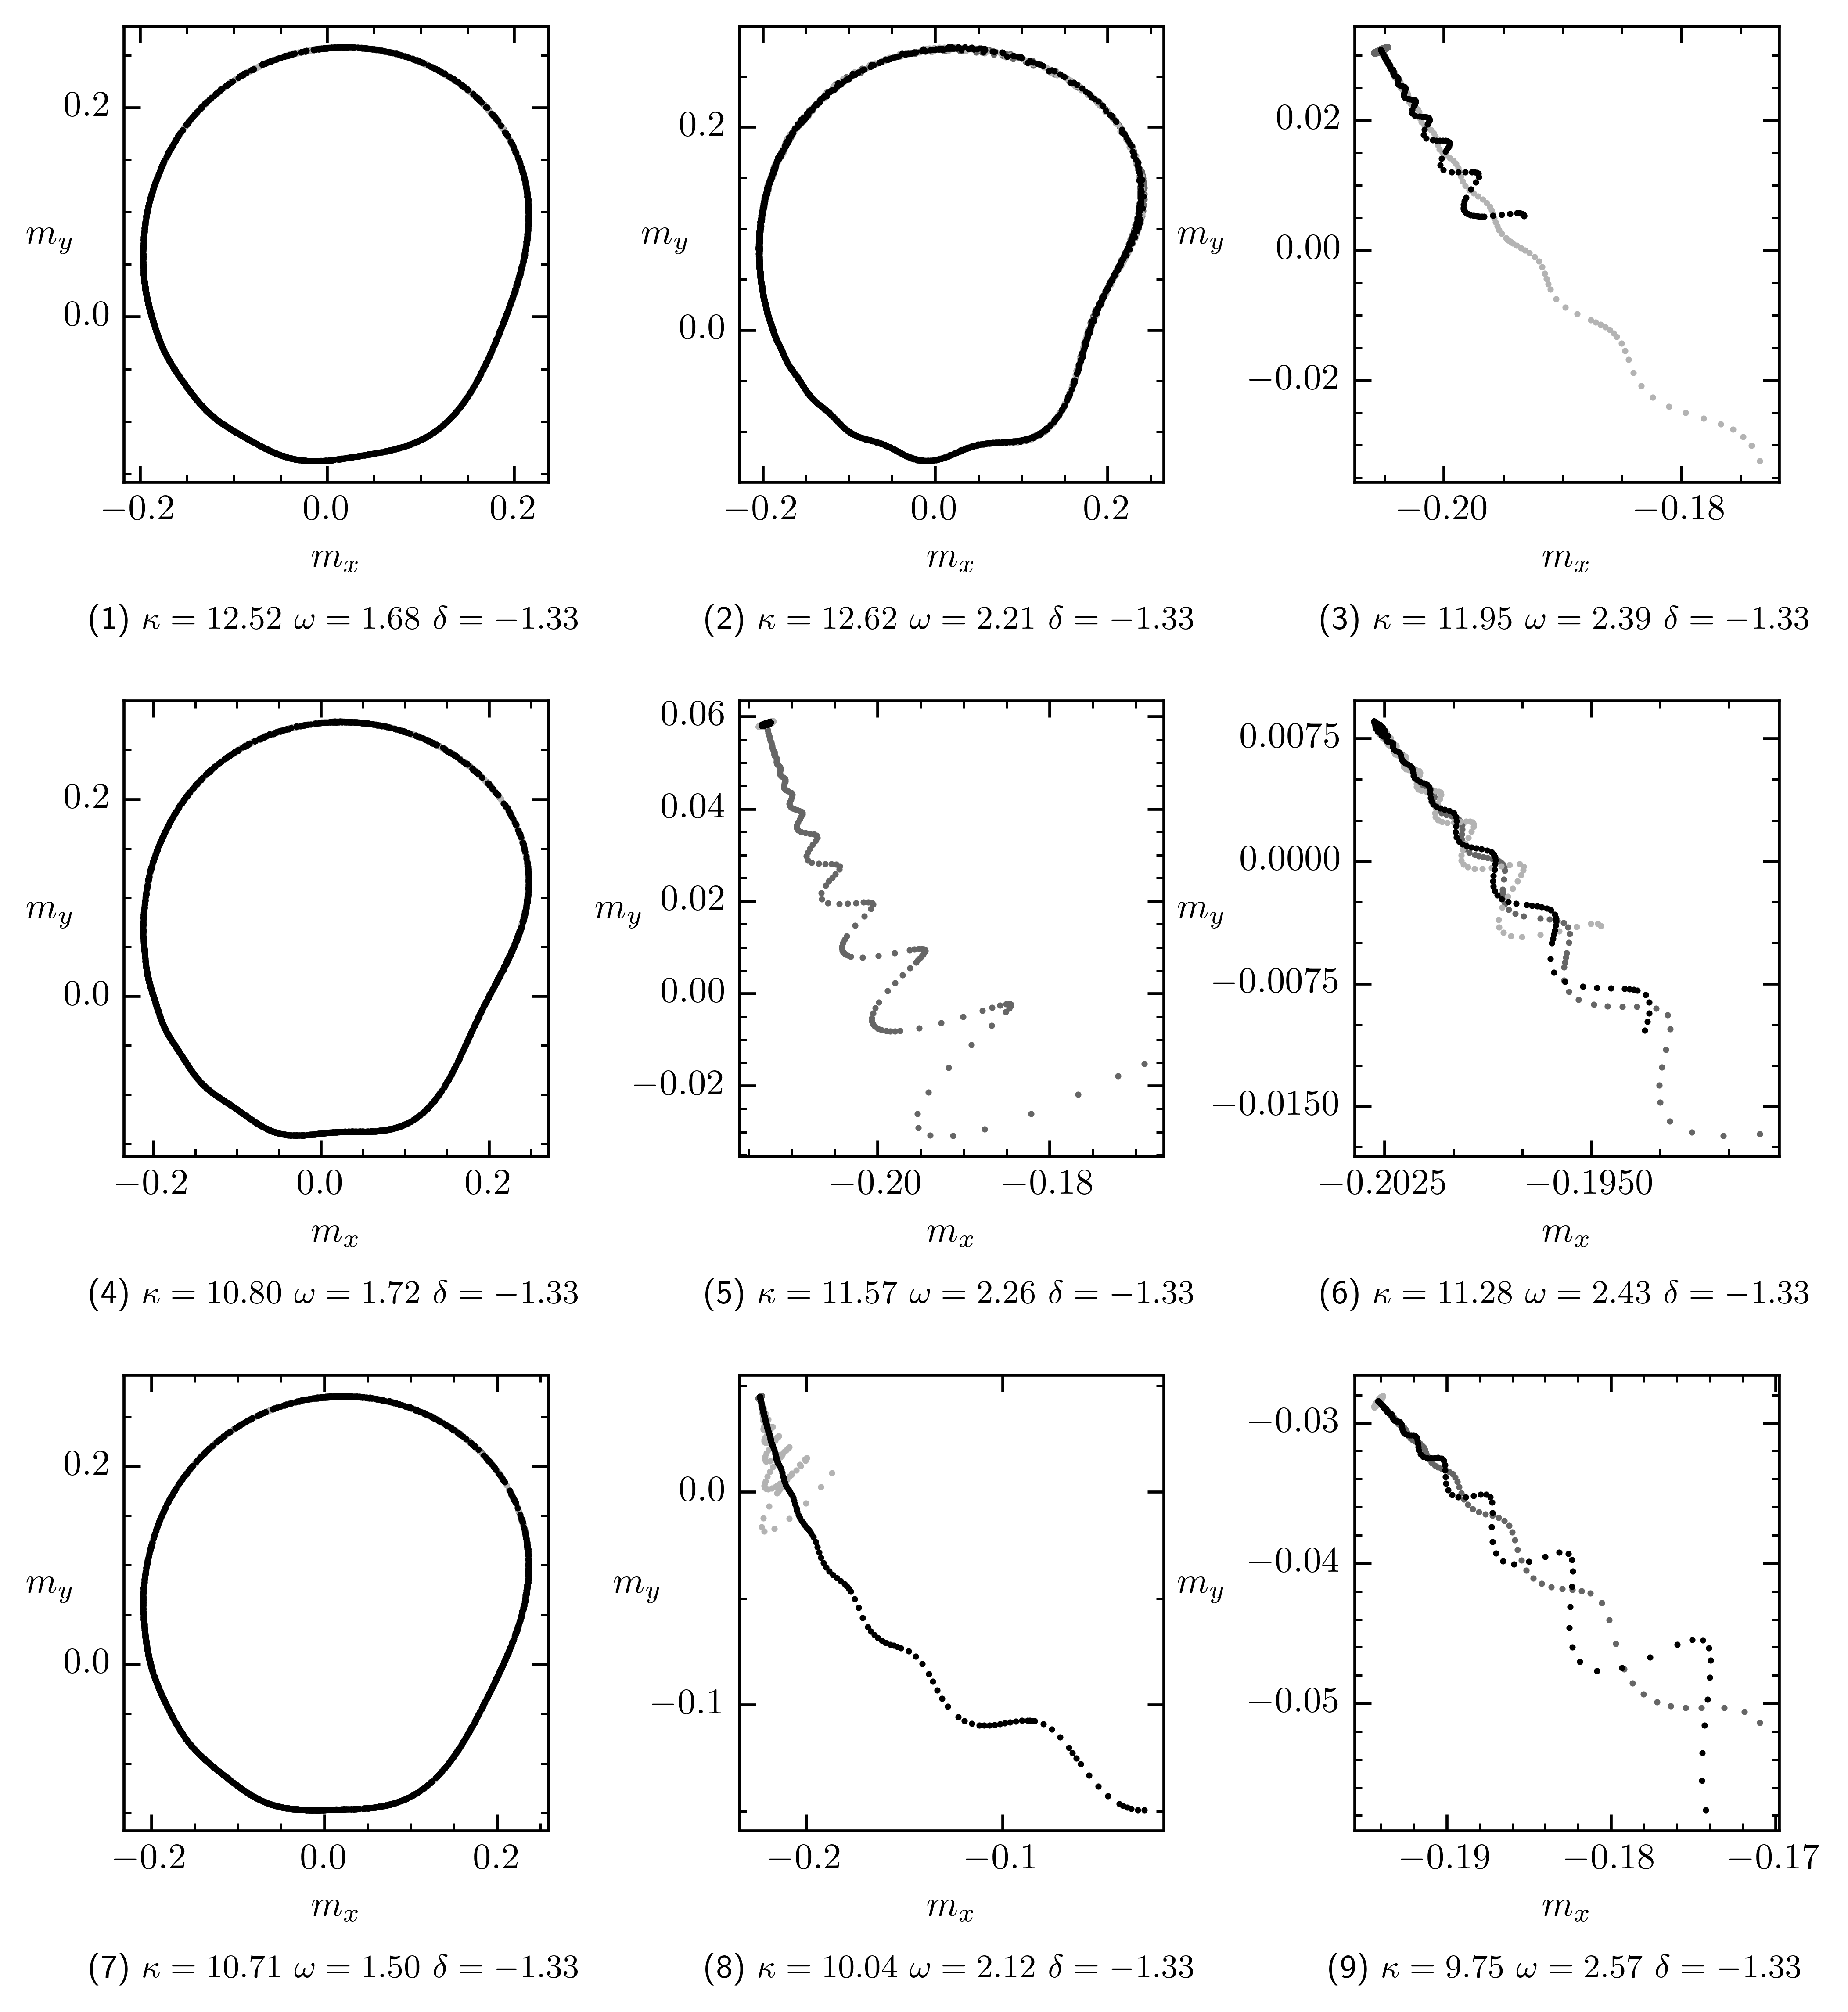 0.2
0.0
m_y
−0.2 0.0 0.2
m_x
(1) κ = 12.52 ω = 1.68 δ = −1.33
0.2
0.0
m_y
−0.2 0.0 0.2
m_x
(2) κ = 12.62 ω = 2.21 δ = −1.33
0.02
0.00
−0.02
m_y
−0.20 −0.18
m_x
(3) κ = 11.95 ω = 2.39 δ = −1.33
0.2
0.0
m_y
−0.2 0.0 0.2
m_x
(4) κ = 10.80 ω = 1.72 δ = −1.33
0.06
0.04
0.02
0.00
−0.02
m_y
−0.20 −0.18
m_x
(5) κ = 11.57 ω = 2.26 δ = −1.33
0.0075
0.0000
−0.0075
−0.0150
m_y
−0.2025 −0.1950
m_x
(6) κ = 11.28 ω = 2.43 δ = −1.33
0.2
0.0
m_y
−0.2 0.0 0.2
m_x
(7) κ = 10.71 ω = 1.50 δ = −1.33
0.0
−0.1
m_y
−0.2 −0.1
m_x
(8) κ = 10.04 ω = 2.12 δ = −1.33
−0.03
−0.04
−0.05
m_y
−0.19 −0.18 −0.17
m_x
(9) κ = 9.75 ω = 2.57 δ = −1.33